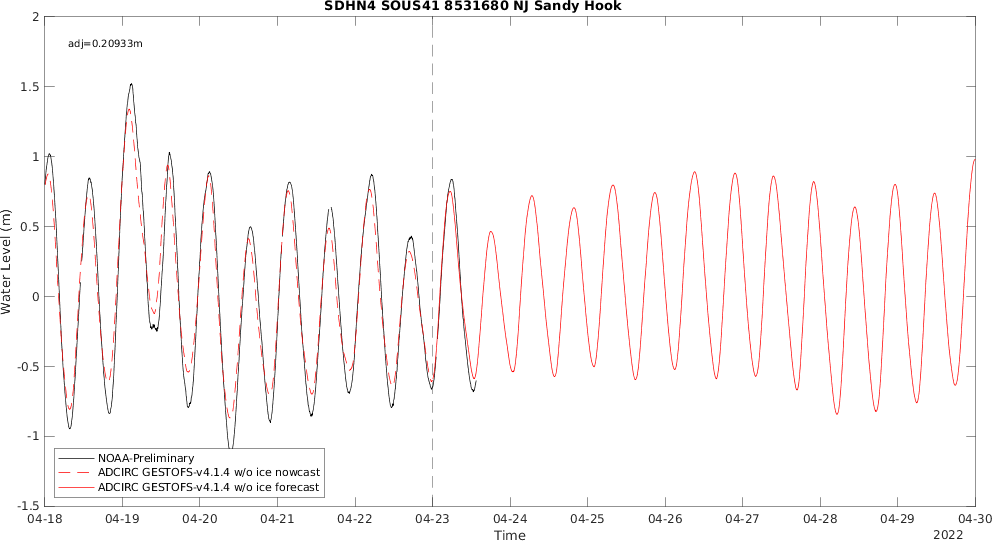 SDHN4 SOUS41 8531680 NJ Sandy Hook
adj=0.20933m
Water Level (m)
2
1.5
1
0.5
0
-0.5
-1
-1.5
NOAA-Preliminary
ADCIRC GESTOFS-v4.1.4 w/o ice nowcast
ADCIRC GESTOFS-v4.1.4 w/o ice forecast
04-18 04-19 04-20 04-21 04-22 04-23 04-24 04-25 04-26 04-27 04-28 04-29 04-30
Time
2022